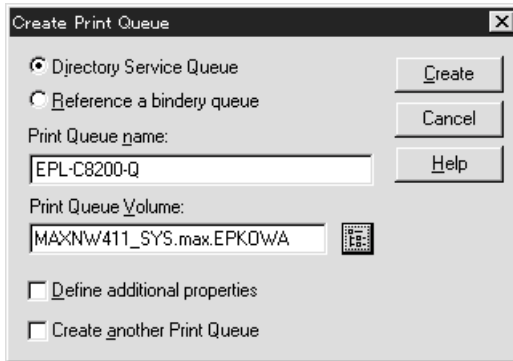 Create Print Queue
Directory Service Queue
Reference a bindery queue
Print Queue name:
EPL-C8200-Q
Print Queue Volume:
MAXNW411_SYS.max.EPKOWA
Define additional properties
Create another Print Queue
Create
Cancel
Help